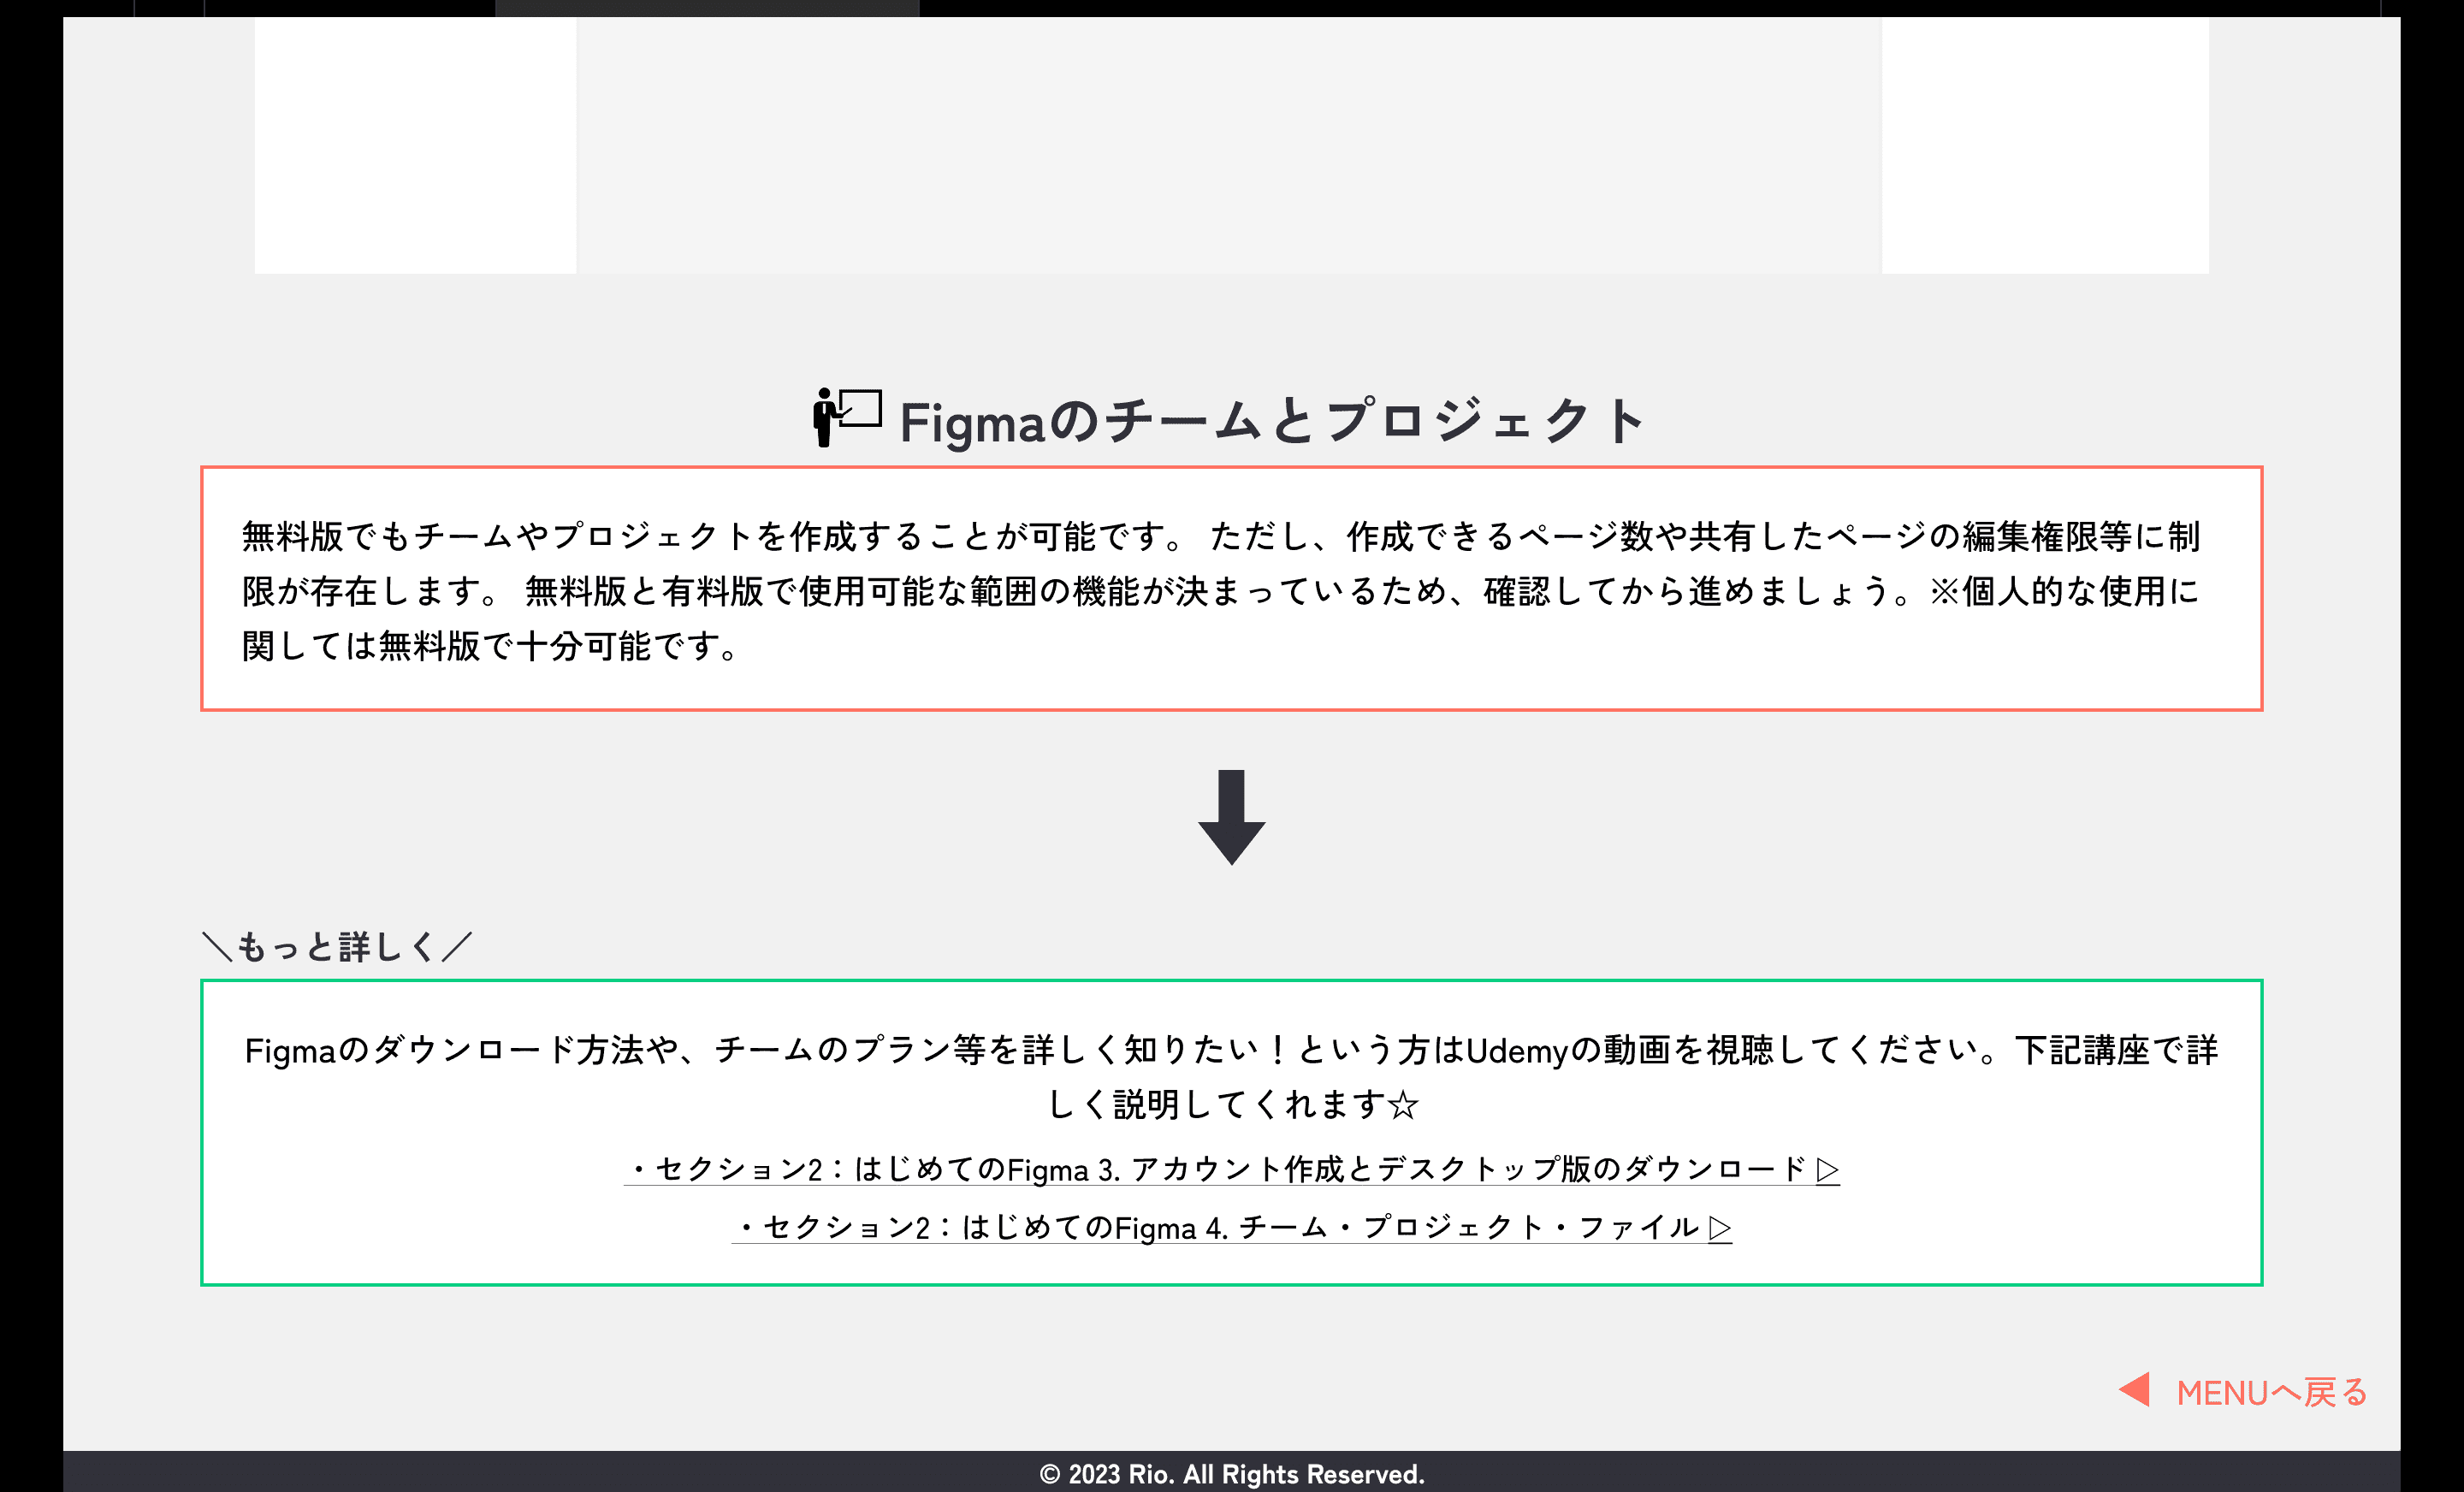 Figmaのチームとプロジェクト
無料版でもチームやプロジェクトを作成することが可能です。 ただし、作成できるページ数や共有したページの編集権限等に制
限が存在します。 無料版と有料版で使用可能な範囲の機能が決まっているため、確認してから進めましょう。※個人的な使用に
関しては無料版で十分可能です。
＼もっと詳しく／
Figmaのダウンロード方法や、チームのプラン等を詳しく知りたい！という方はUdemyの動画を視聴してください。下記講座で詳
しく説明してくれます☆
・セクション2：はじめてのFigma 3. アカウント作成とデスクトップ版のダウンロード ▷
・セクション2：はじめてのFigma 4. チーム・プロジェクト・ファイル ▷
◀ MENUへ戻る
© 2023 Rio. All Rights Reserved.